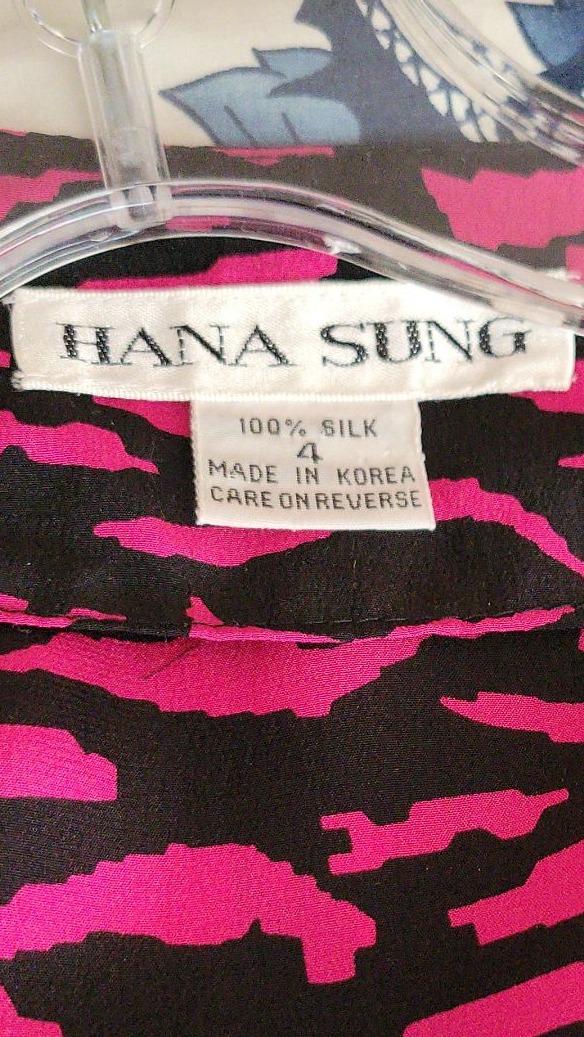 HANA SUNG
100% SILK
4
MADE IN KOREA
CARE ON REVERSE